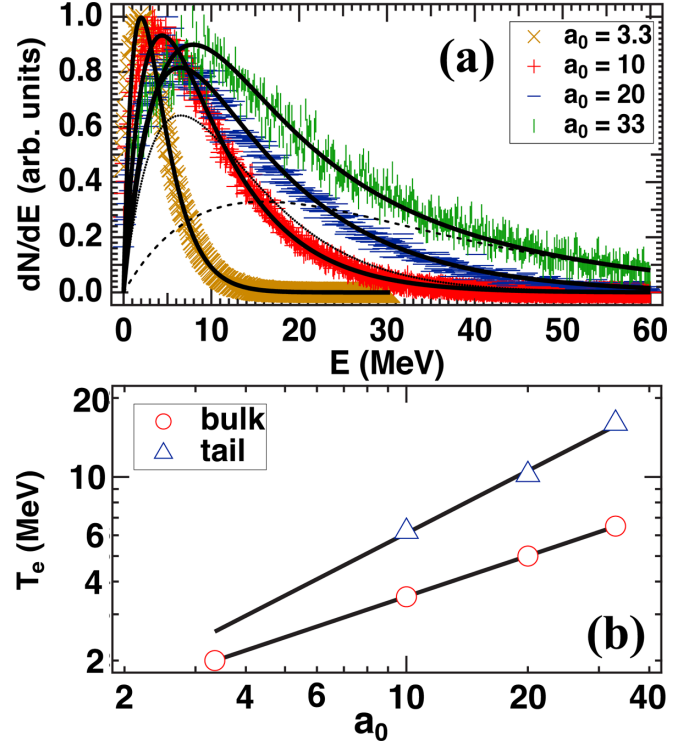 1.0
0.8
0.6
0.4
0.2
0.0
dN/dE (arb. units)
(a)
a0 = 3.3
a0 = 10
a0 = 20
a0 = 33
0 10 20 30 40 50 60
E (MeV)
20
10
6
4
2
Te (MeV)
bulk
tail
(b)
2 4 6 10 20 40
a0